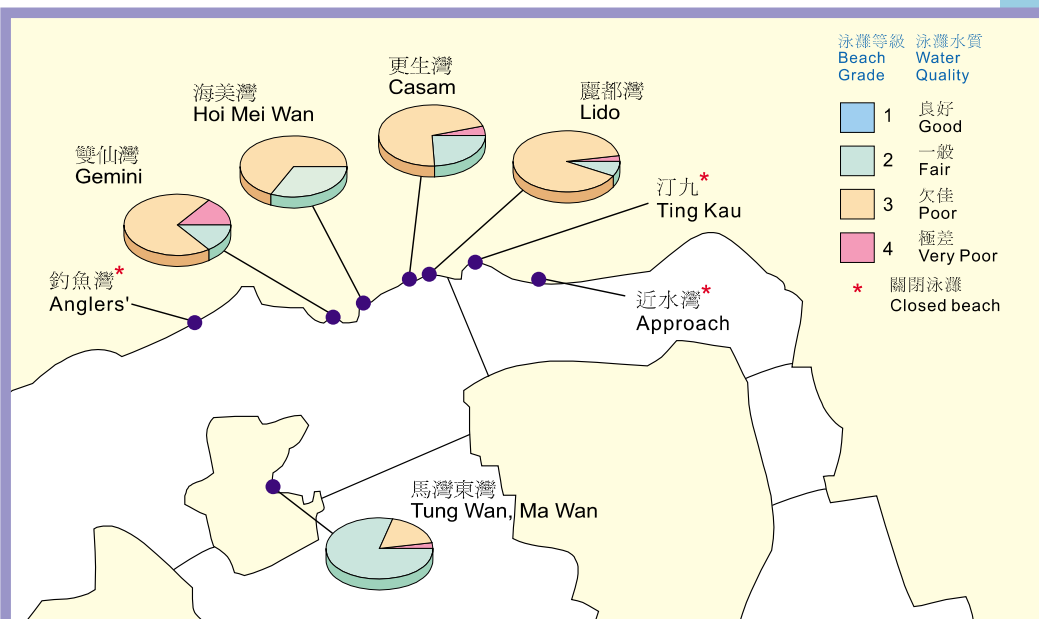 泳灘等級
Beach
Grade
泳灘水質
Water
Quality
1
良好
Good
2
一般
Fair
3
欠佳
Poor
4
極差
Very Poor
*
關閉泳灘
Closed beach
更生灣
Casam
麗都灣
Lido
海美灣
Hoi Mei Wan
雙仙灣
Gemini
汀九*
Ting Kau
釣魚灣*
Anglers'
近水灣*
Approach
馬灣東灣
Tung Wan, Ma Wan